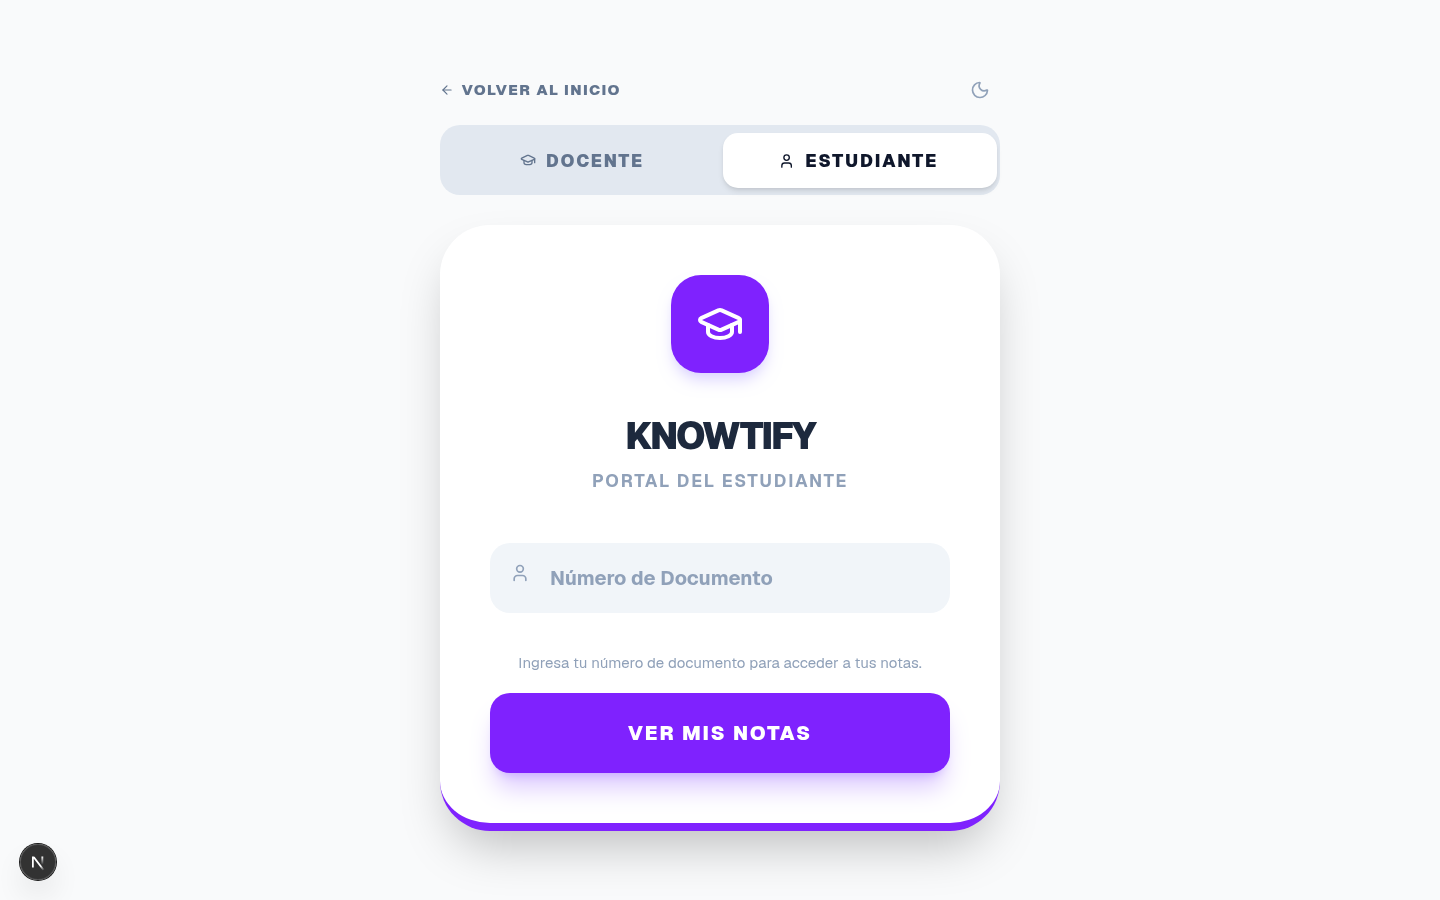 VOLVER AL INICIO
DOCENTE
ESTUDIANTE
KNOWTIFY
PORTAL DEL ESTUDIANTE
Número de Documento
Ingresa tu número de documento para acceder a tus notas.
VER MIS NOTAS
N